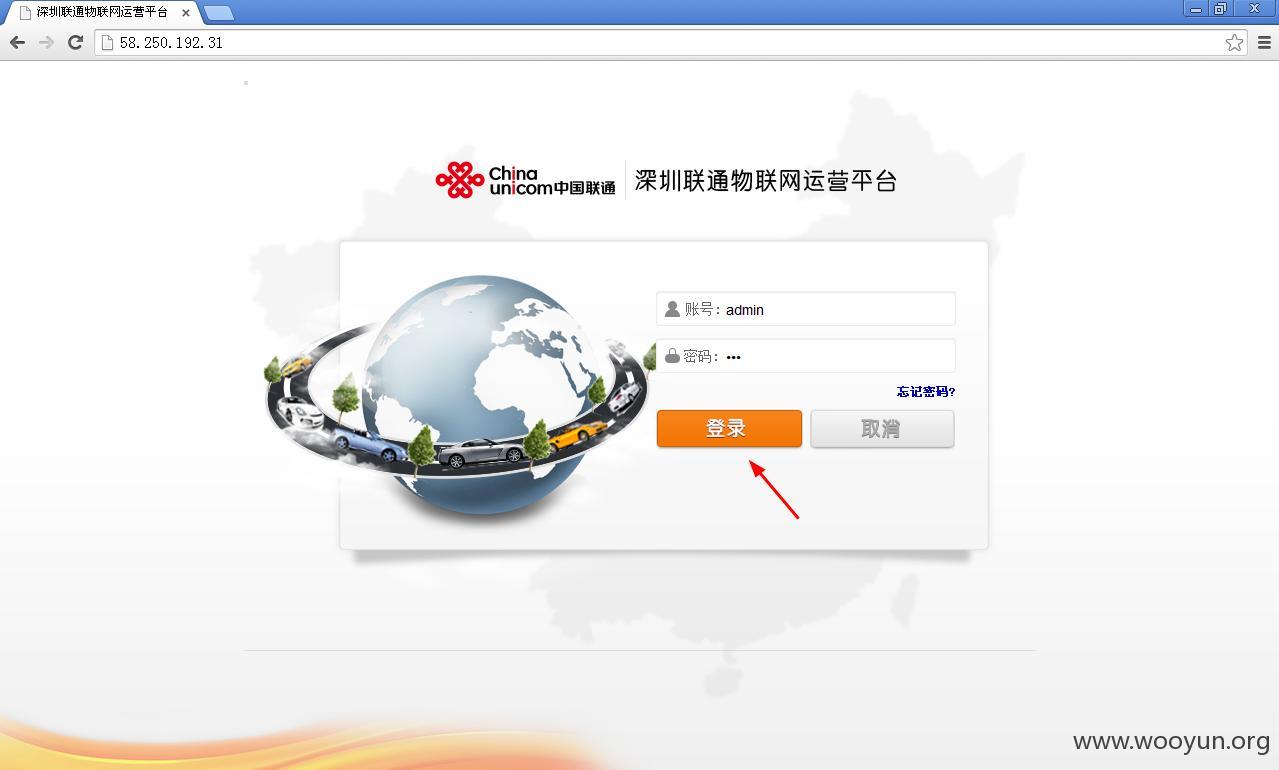 深圳联通物联网运营平台
58.250.192.31
China unicom中国联通 深圳联通物联网运营平台
账号: admin
密码: •••
忘记密码?
登录 取消
www.wooyun.org